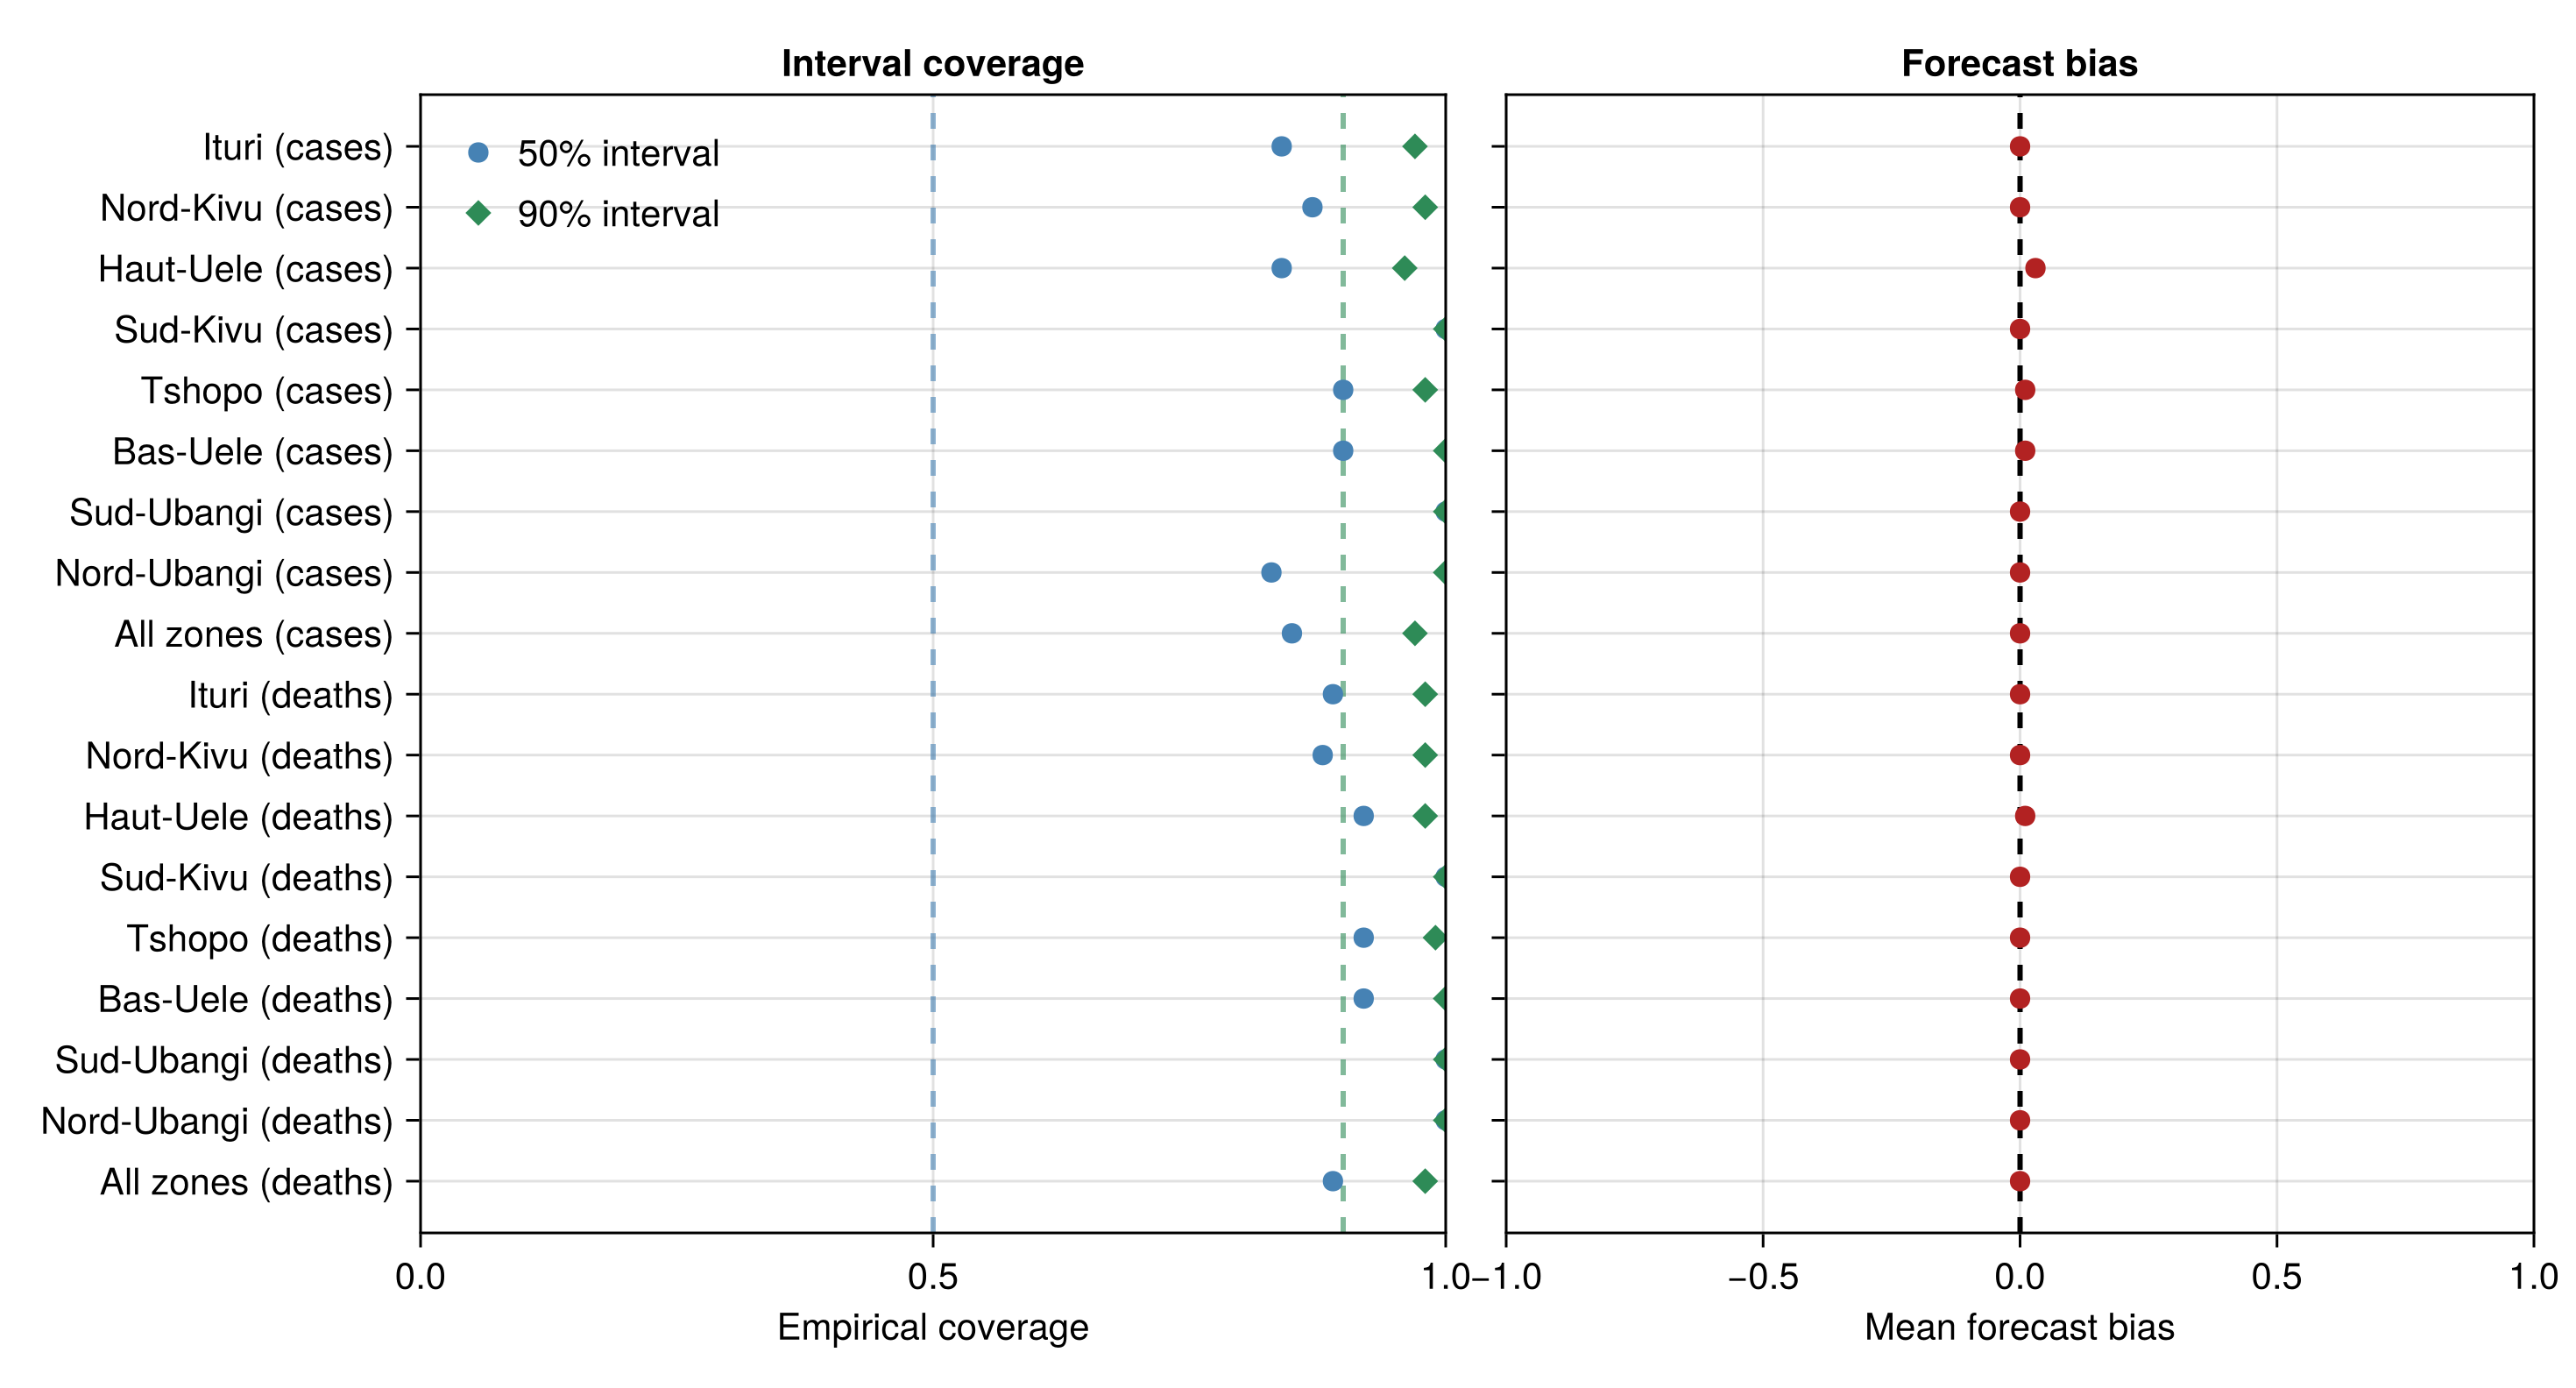 Interval coverage
Forecast bias
50% interval
90% interval
Ituri (cases)
Nord-Kivu (cases)
Haut-Uele (cases)
Sud-Kivu (cases)
Tshopo (cases)
Bas-Uele (cases)
Sud-Ubangi (cases)
Nord-Ubangi (cases)
All zones (cases)
Ituri (deaths)
Nord-Kivu (deaths)
Haut-Uele (deaths)
Sud-Kivu (deaths)
Tshopo (deaths)
Bas-Uele (deaths)
Sud-Ubangi (deaths)
Nord-Ubangi (deaths)
All zones (deaths)
0.0 0.5 1.0
−1.0 −0.5 0.0 0.5 1.0
Empirical coverage
Mean forecast bias